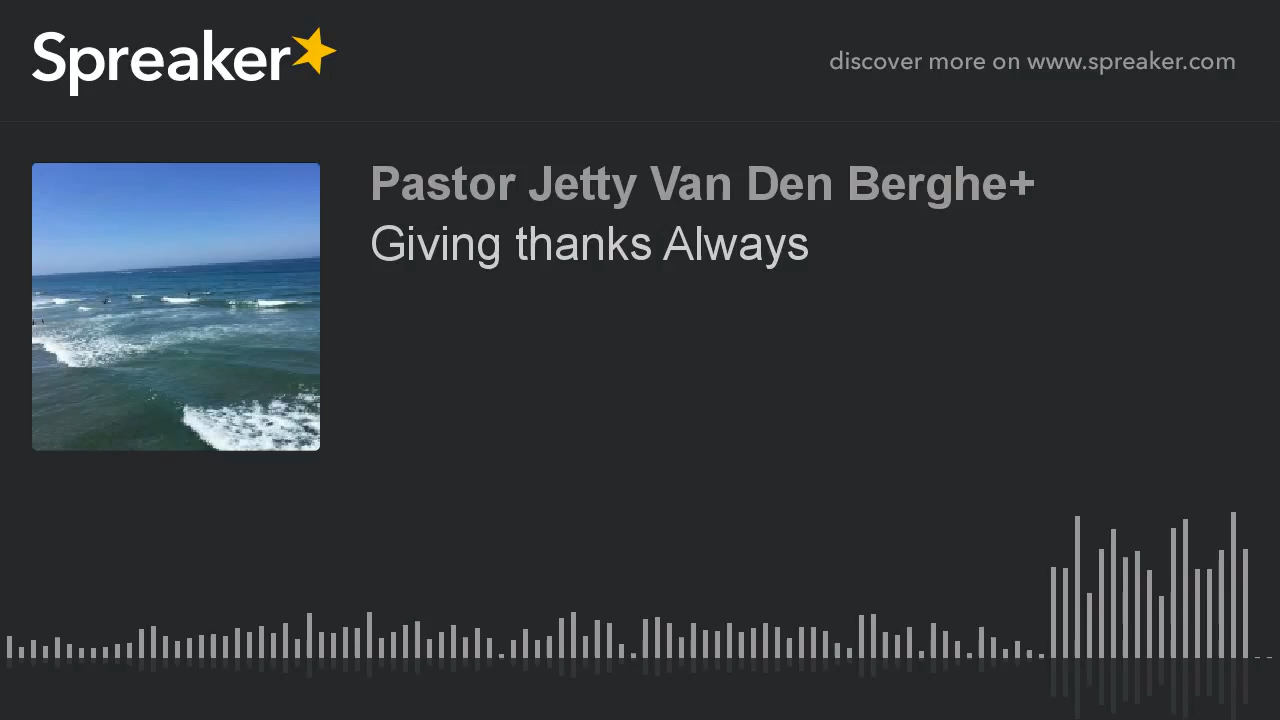 Spreaker
discover more on www.spreaker.com
Pastor Jetty Van Den Berghe+
Giving thanks Always